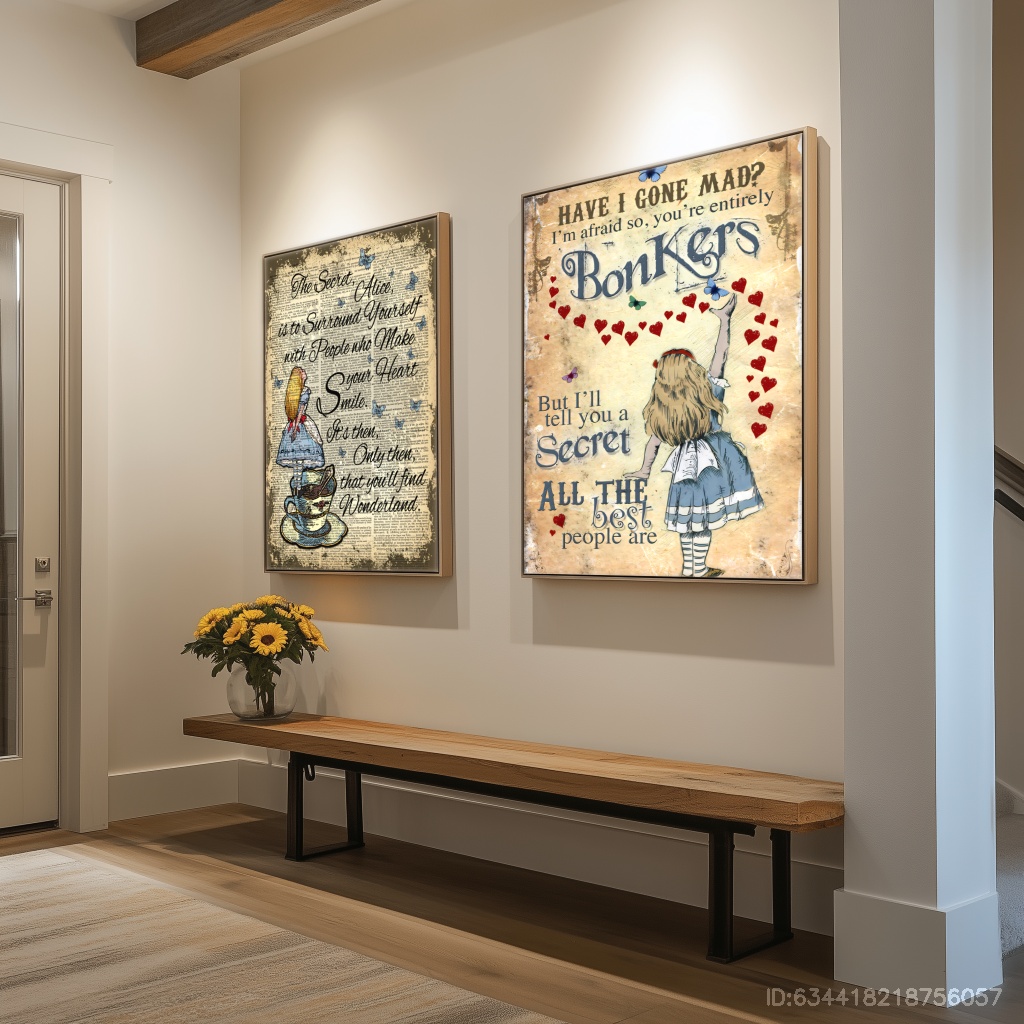 The Secret,
Alice,
is to Surround Yourself
with People who Make
your Heart
Smile.
It's then,
Only then,
that you'll find
Wonderland.
HAVE I GONE MAD?
I'm afraid so, you're entirely
BonKers
But I'll
tell you a
Secret
ALL THE
best
people are
ID:634418218756057